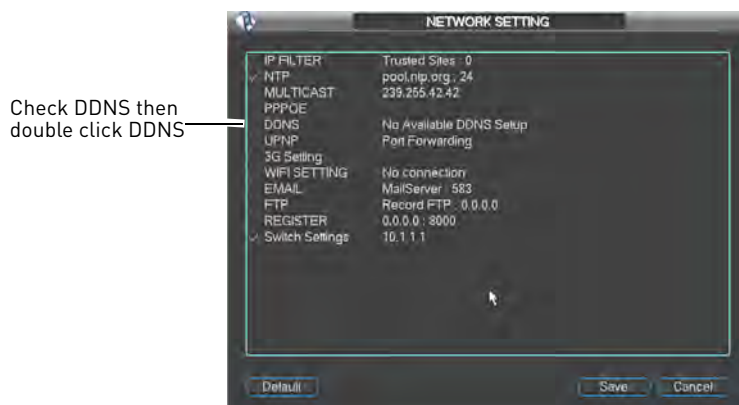 NETWORK SETTING
IP FILTER Trusted Sites : 0
NTP pool.ntp.org : 24
MULTICAST 239.255.42.42
PPPOE
Check DDNS then
double click DDNS
DDNS No Available DDNS Setup
UPNP Port Forwarding
3G Setting
WIFI SETTING No connection
EMAIL MailServer : 583
FTP Record FTP : 0.0.0.0
REGISTER 0.0.0.0 : 8000
Switch Settings 10.1.1.1
Default Save Cancel